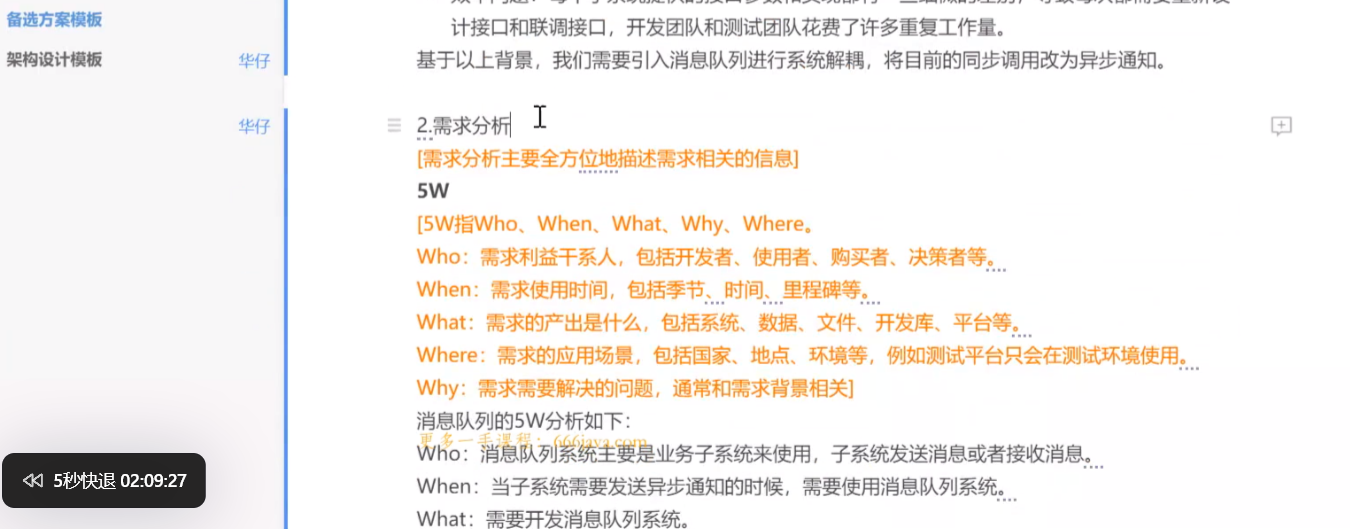 备选方案模板
架构设计模板
华仔
华仔
计接口和联调接口，开发团队和测试团队花费了许多重复工作量。
基于以上背景，我们需要引入消息队列进行系统解耦，将目前的同步调用改为异步通知。
2.需求分析
[需求分析主要全方位地描述需求相关的信息]
5W
[5W指Who、When、What、Why、Where。
Who：需求利益干系人，包括开发者、使用者、购买者、决策者等。
When：需求使用时间，包括季节、时间、里程碑等。
What：需求的产出是什么，包括系统、数据、文件、开发库、平台等。
Where：需求的应用场景，包括国家、地点、环境等，例如测试平台只会在测试环境使用。
Why：需求需要解决的问题，通常和需求背景相关]
消息队列的5W分析如下：
更多一手课程：666java.com
Who：消息队列系统主要是业务子系统来使用，子系统发送消息或者接收消息。
When：当子系统需要发送异步通知的时候，需要使用消息队列系统。
What：需要开发消息队列系统。
5秒快退 02:09:27